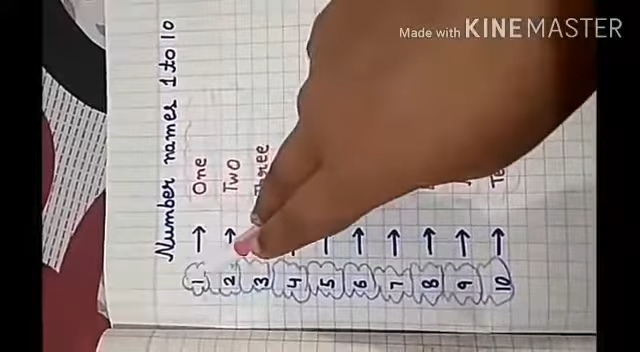 Made with KINEMASTER
Number names 1 to 10
1 → One
2 → Two
3 Three
4
5 →
6 →
7 →
8 →
9 →
10 →